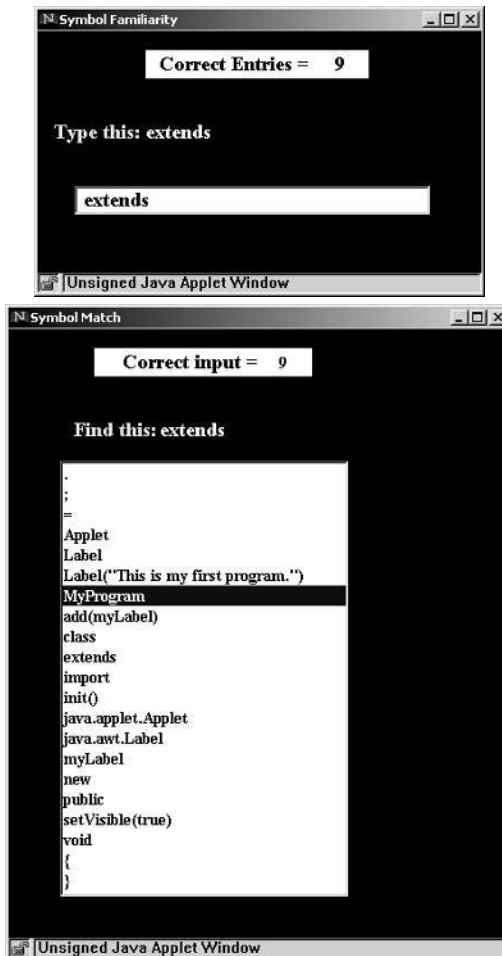 Symbol Familiarity
Correct Entries = 9
Type this: extends
extends
Unsigned Java Applet Window
Symbol Match
Correct input = 9
Find this: extends
.
;
=
Applet
Label
Label("This is my first program.")
MyProgram
add(myLabel)
class
extends
import
init()
java.applet.Applet
java.awt.Label
myLabel
new
public
setVisible(true)
void
{
}
Unsigned Java Applet Window